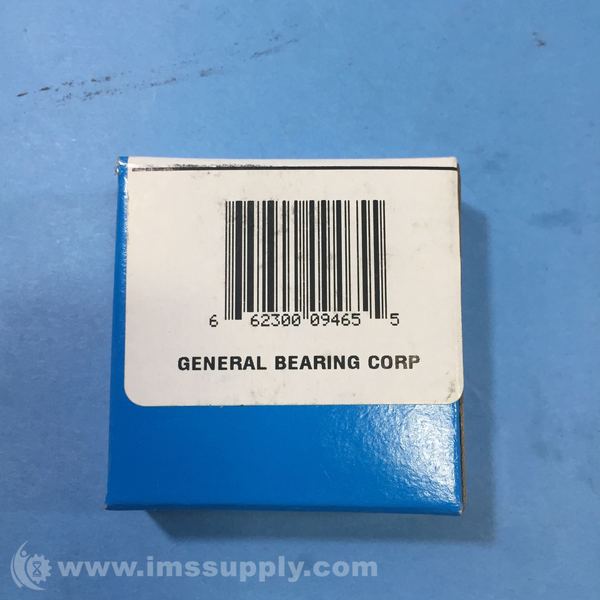 6 62300 09465 5
GENERAL BEARING CORP
www.imssupply.com